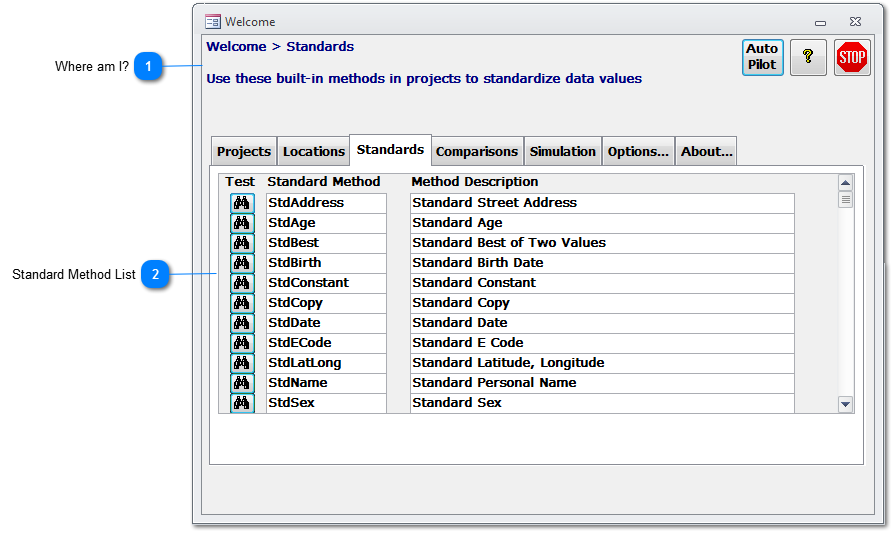 Welcome
Welcome > Standards
Auto
Pilot
?
STOP
Where am I? 1
Use these built-in methods in projects to standardize data values
Projects Locations Standards Comparisons Simulation Options... About...
Test Standard Method Method Description
StdAddress Standard Street Address
StdAge Standard Age
StdBest Standard Best of Two Values
StdBirth Standard Birth Date
Standard Method List 2
StdConstant Standard Constant
StdCopy Standard Copy
StdDate Standard Date
StdECode Standard E Code
StdLatLong Standard Latitude, Longitude
StdName Standard Personal Name
StdSex Standard Sex